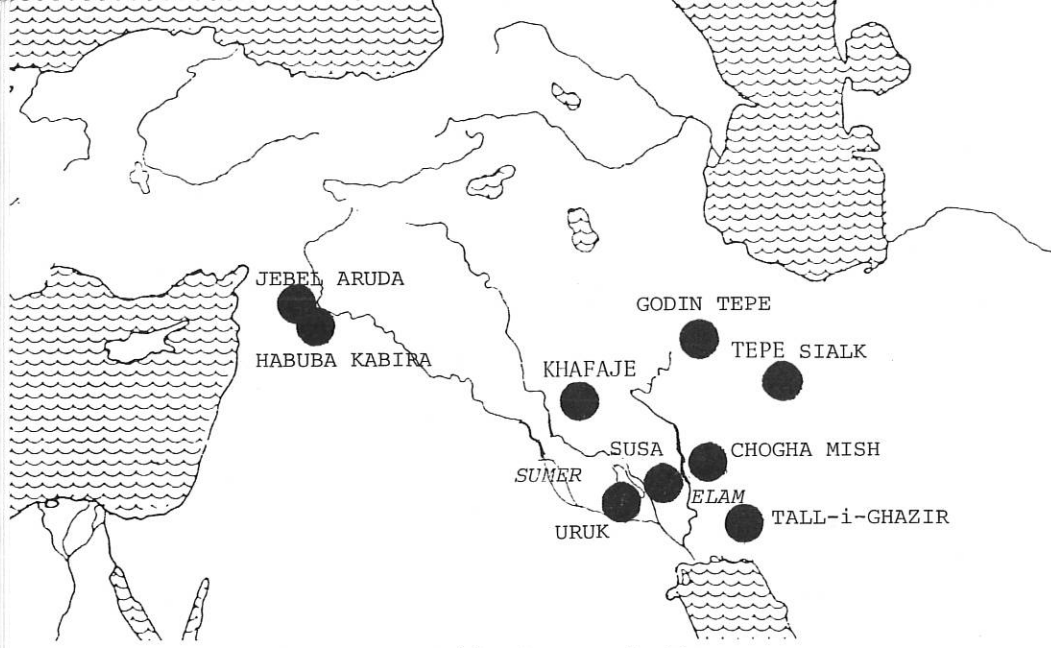 JEBEL ARUDA
HABUBA KABIRA
GODIN TEPE
TEPE SIALK
KHAFAJE
SUSA
CHOGHA MISH
SUMER
ELAM
URUK
TALL-i-GHAZIR